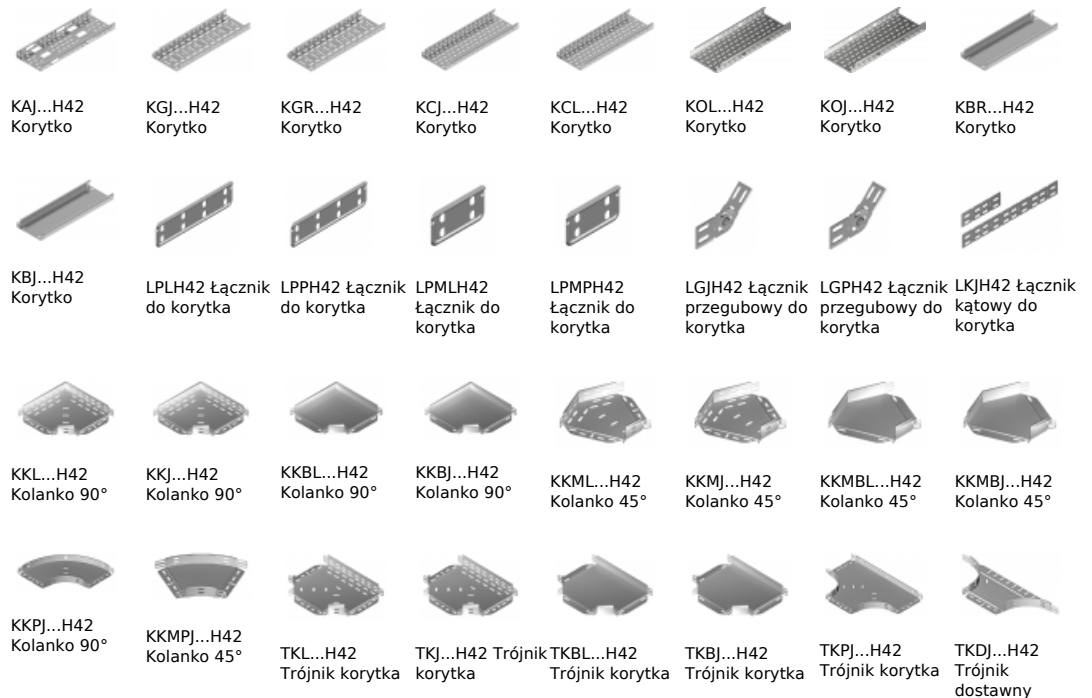 KAJ...H42
Korytko
KGJ...H42
Korytko
KGR...H42
Korytko
KCJ...H42
Korytko
KCL...H42
Korytko
KOL...H42
Korytko
KOJ...H42
Korytko
KBR...H42
Korytko
KBJ...H42
Korytko
LPLH42 Łącznik
do korytka
LPPH42 Łącznik
do korytka
LPMLH42
Łącznik do
korytka
LPMPH42
Łącznik do
korytka
LGJH42 Łącznik
przegubowy do
korytka
LGPH42 Łącznik
przegubowy do
korytka
LKJH42 Łącznik
kątowy do
korytka
KKL...H42
Kolanko 90°
KKJ...H42
Kolanko 90°
KKBL...H42
Kolanko 90°
KKBJ...H42
Kolanko 90°
KKML...H42
Kolanko 45°
KKMJ...H42
Kolanko 45°
KKMBL...H42
Kolanko 45°
KKMBJ...H42
Kolanko 45°
KKPJ...H42
Kolanko 90°
KKMPJ...H42
Kolanko 45°
TKL...H42
Trójnik korytka
TKJ...H42 Trójnik
korytka
TKBL...H42
Trójnik korytka
TKBJ...H42
Trójnik korytka
TKPJ...H42
Trójnik korytka
TKDJ...H42
Trójnik
dostawny